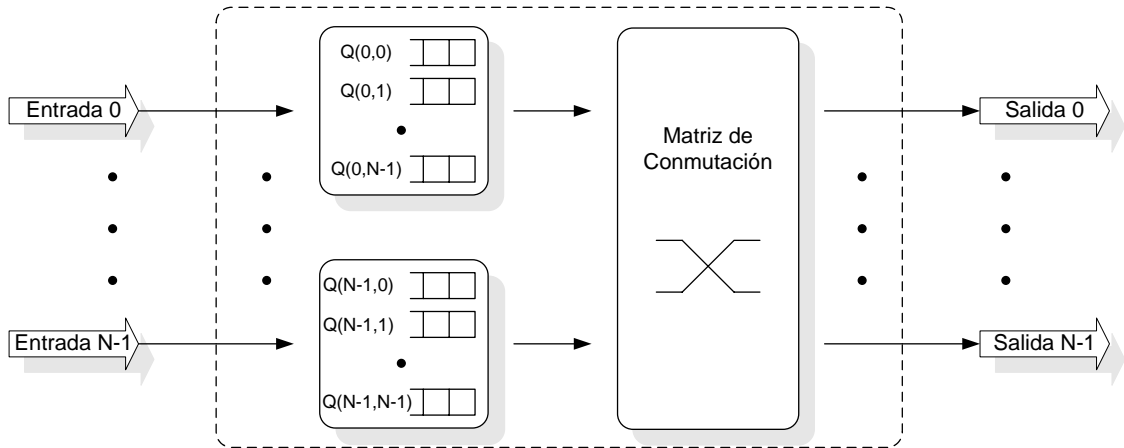 Entrada 0
Q(0,0)
Q(0,1)
Q(0,N-1)
Matriz de
Conmutación
Salida 0
Entrada N-1
Q(N-1,0)
Q(N-1,1)
Q(N-1,N-1)
Salida N-1